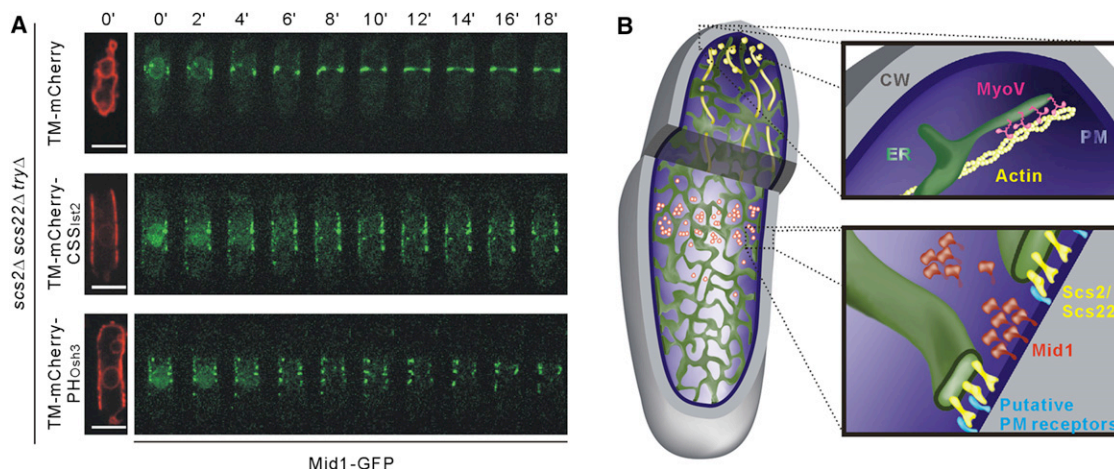 A
0' 0' 2' 4' 6' 8' 10' 12' 14' 16' 18'
scs2Δ scs22Δ tryΔ
TM-mCherry
TM-mCherry-
CSSIst2
TM-mCherry-
PHOsh3
Mid1-GFP
B
CW
MyoV
ER
PM
Actin
Scs2/
Scs22
Mid1
Putative
PM receptors